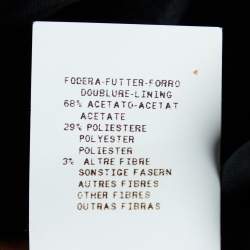 FODERA-FUTTER-FORRO
DOUBLURE-LINING
68% ACETATO-ACETAT
ACETATE
29% POLIESTERE
POLYESTER
POLIESTER
3% ALTRE FIBRE
SONSTIGE FASERN
AUTRES FIBRES
OTHER FIBRES
OUTRAS FIBRAS